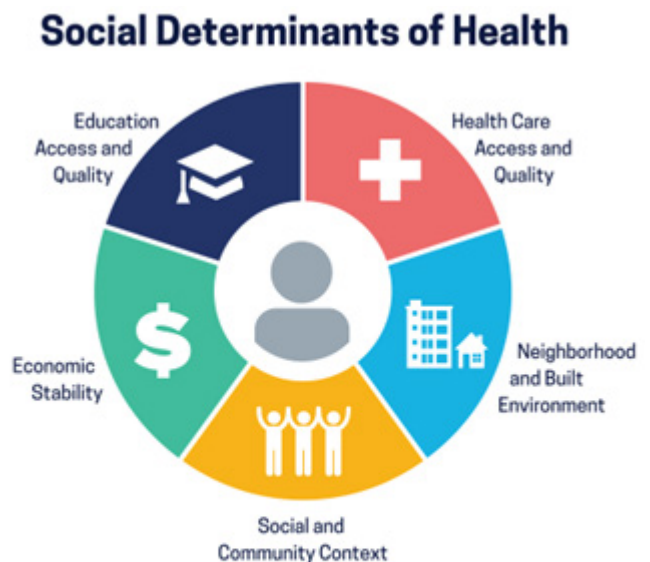 Social Determinants of Health
Education
Access and
Quality
Health Care
Access and
Quality
Economic
Stability
Neighborhood
and Built
Environment
Social and
Community Context